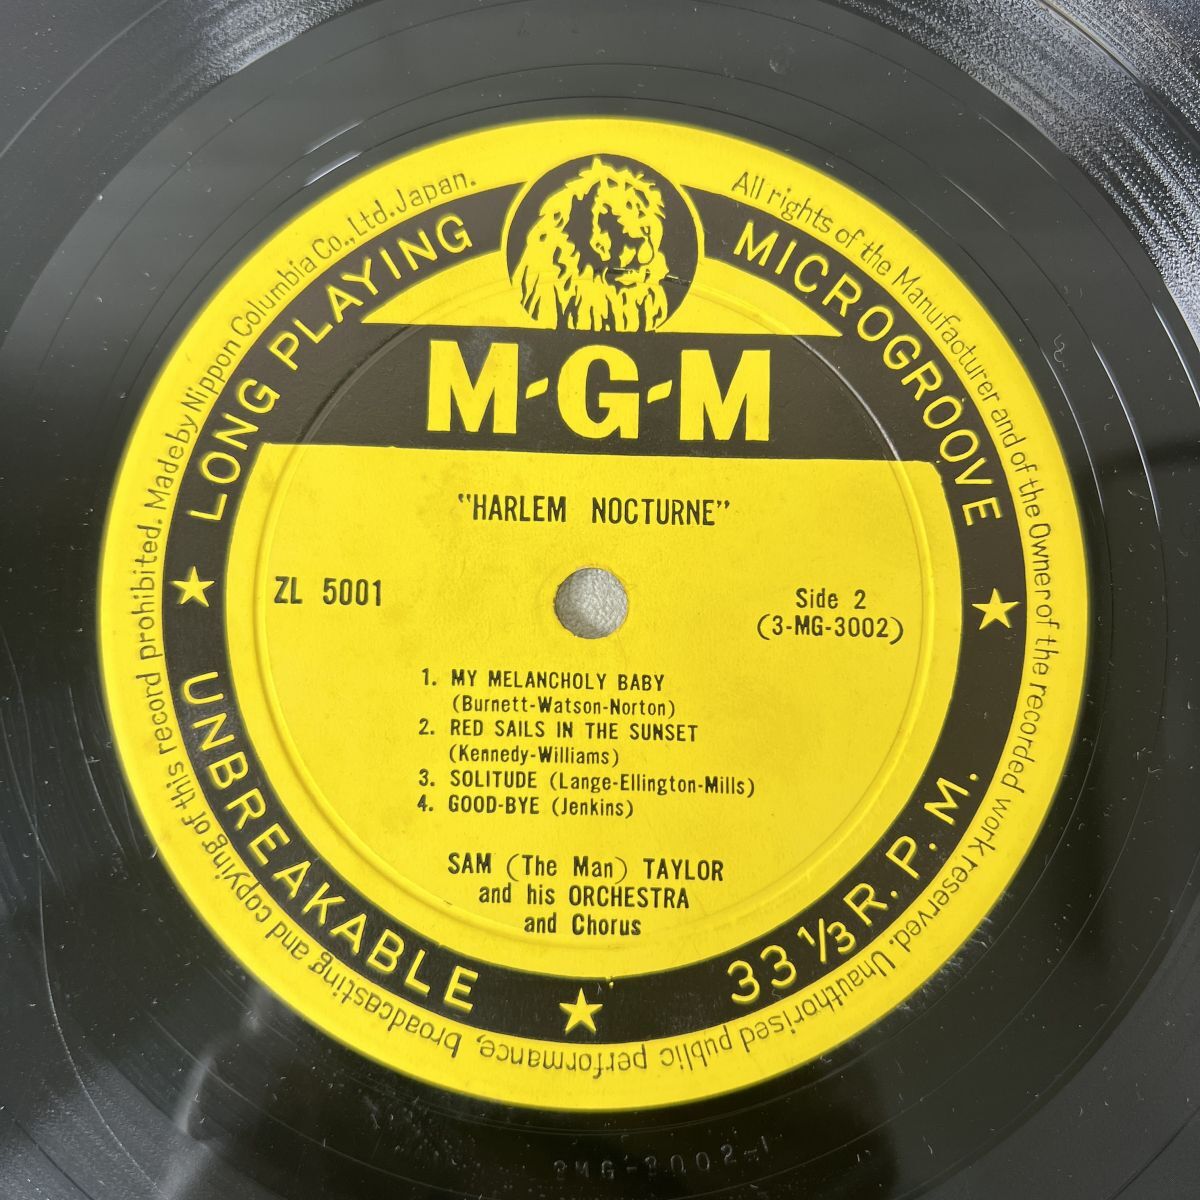 All rights of the Manufacturer and of the Owner of the recorded work reserved. Unauthorised public performance, broadcasting and copying of this record prohibited. Made by Nippon Columbia Co., Ltd. Japan.
LONG PLAYING
MICROGROOVE
M-G-M
"HARLEM NOCTURNE"
ZL 5001
Side 2
(3-MG-3002)
1. MY MELANCHOLY BABY
(Burnett-Watson-Norton)
2. RED SAILS IN THE SUNSET
(Kennedy-Williams)
3. SOLITUDE (Lange-Ellington-Mills)
4. GOOD-BYE (Jenkins)
SAM (The Man) TAYLOR
and his ORCHESTRA
and Chorus
UNBREAKABLE
33 1/3 R. P. M.
3MG-3002-1